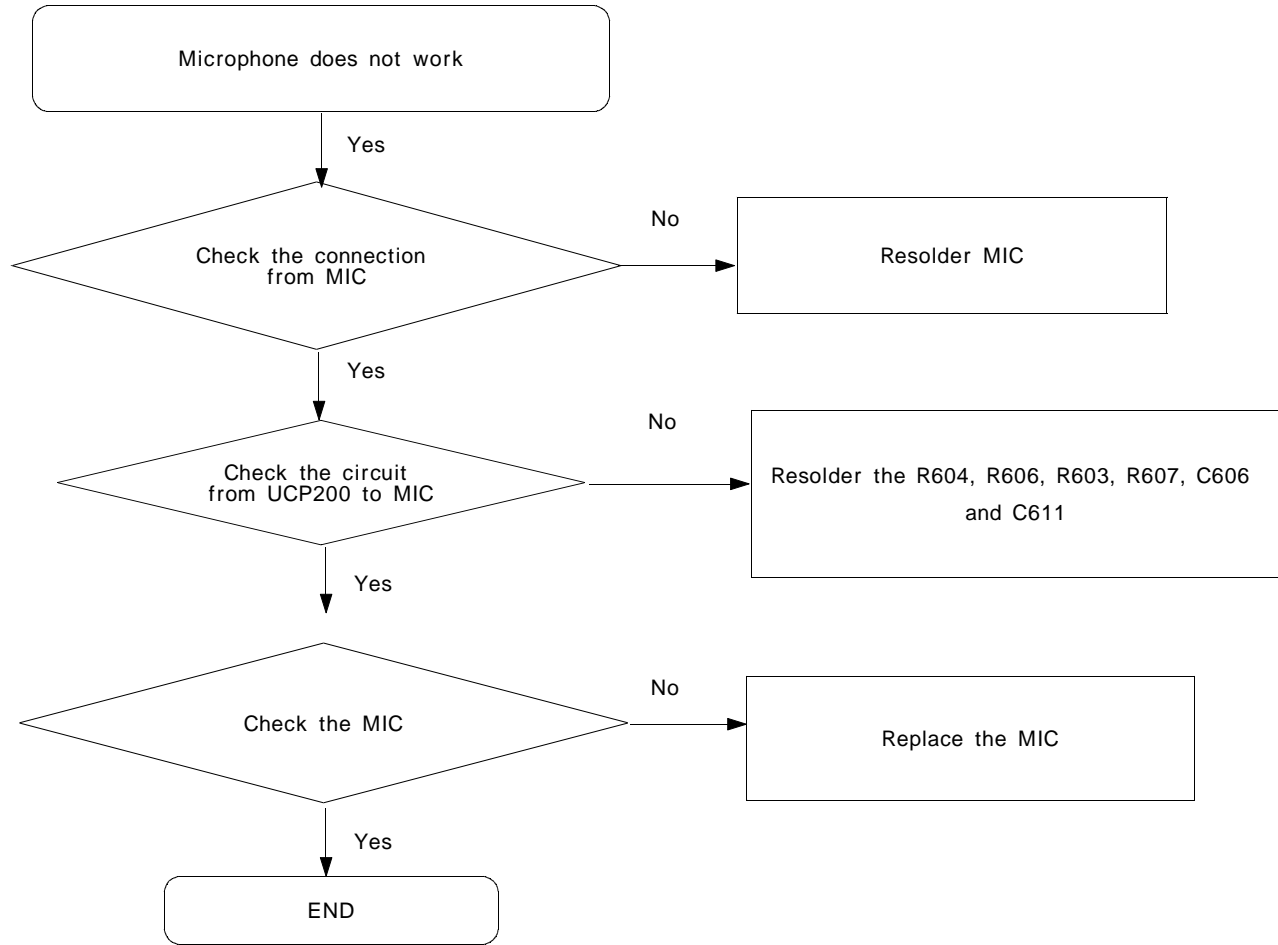 Microphone does not work
Yes
Check the connection
from MIC
No
Resolder MIC
Yes
Check the circuit
from UCP200 to MIC
No
Resolder the R604, R606, R603, R607, C606
and C611
Yes
Check the MIC
No
Replace the MIC
Yes
END